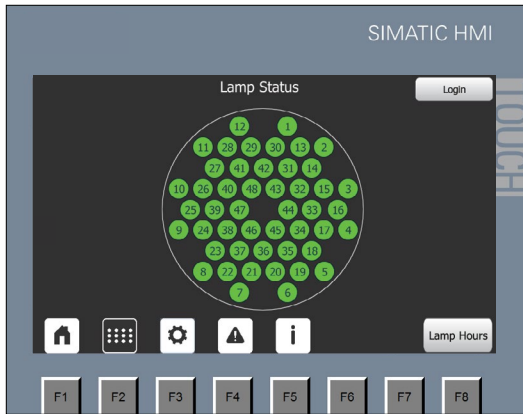 SIMATIC HMI
TOUCH
Lamp Status
Login
12 1
11 28 29 30 13 2
27 41 42 31 14
10 26 40 48 43 32 15 3
25 39 47 44 33 16
9 24 38 46 45 34 17 4
23 37 36 35 18
8 22 21 20 19 5
7 6
i
Lamp Hours
F1 F2 F3 F4 F5 F6 F7 F8